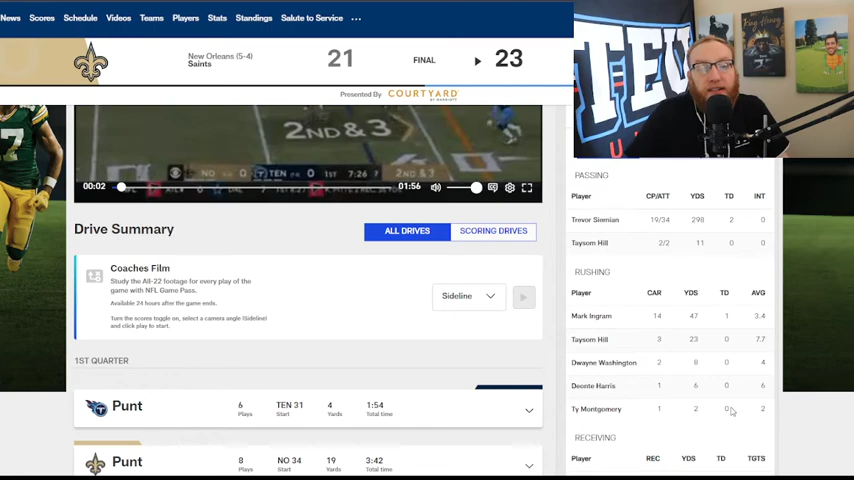 News Scores Schedule Videos Teams Players Stats Standings Salute to Service ...
New Orleans (5-4)
Saints
21
FINAL
23
Presented By COURTYARD
BY MARRIOTT
2ND & 3
NO 0 TEN 0 1ST 7:26 7 2ND & 3
00:02
01:56
Drive Summary
ALL DRIVES
SCORING DRIVES
Coaches Film
Study the All-22 footage for every play of the
game with NFL Game Pass.
Available 24 hours after the game ends.
Turn the scores toggle on, select a camera angle (Sideline)
and click play to start.
Sideline
1ST QUARTER
Punt
6 TEN 31 4 1:54
Plays Start Yards Total time
Punt
8 NO 34 19 3:42
Plays Start Yards Total time
PASSING
Player CP/ATT YDS TD INT
Trevor Siemian 19/34 298 2 0
Taysom Hill 2/2 11 0 0
RUSHING
Player CAR YDS TD AVG
Mark Ingram 14 47 1 3.4
Taysom Hill 3 23 0 7.7
Dwayne Washington 2 8 0 4
Deonte Harris 1 6 0 6
Ty Montgomery 1 2 0 2
RECEIVING
Player REC YDS TD TGTS
King Henry